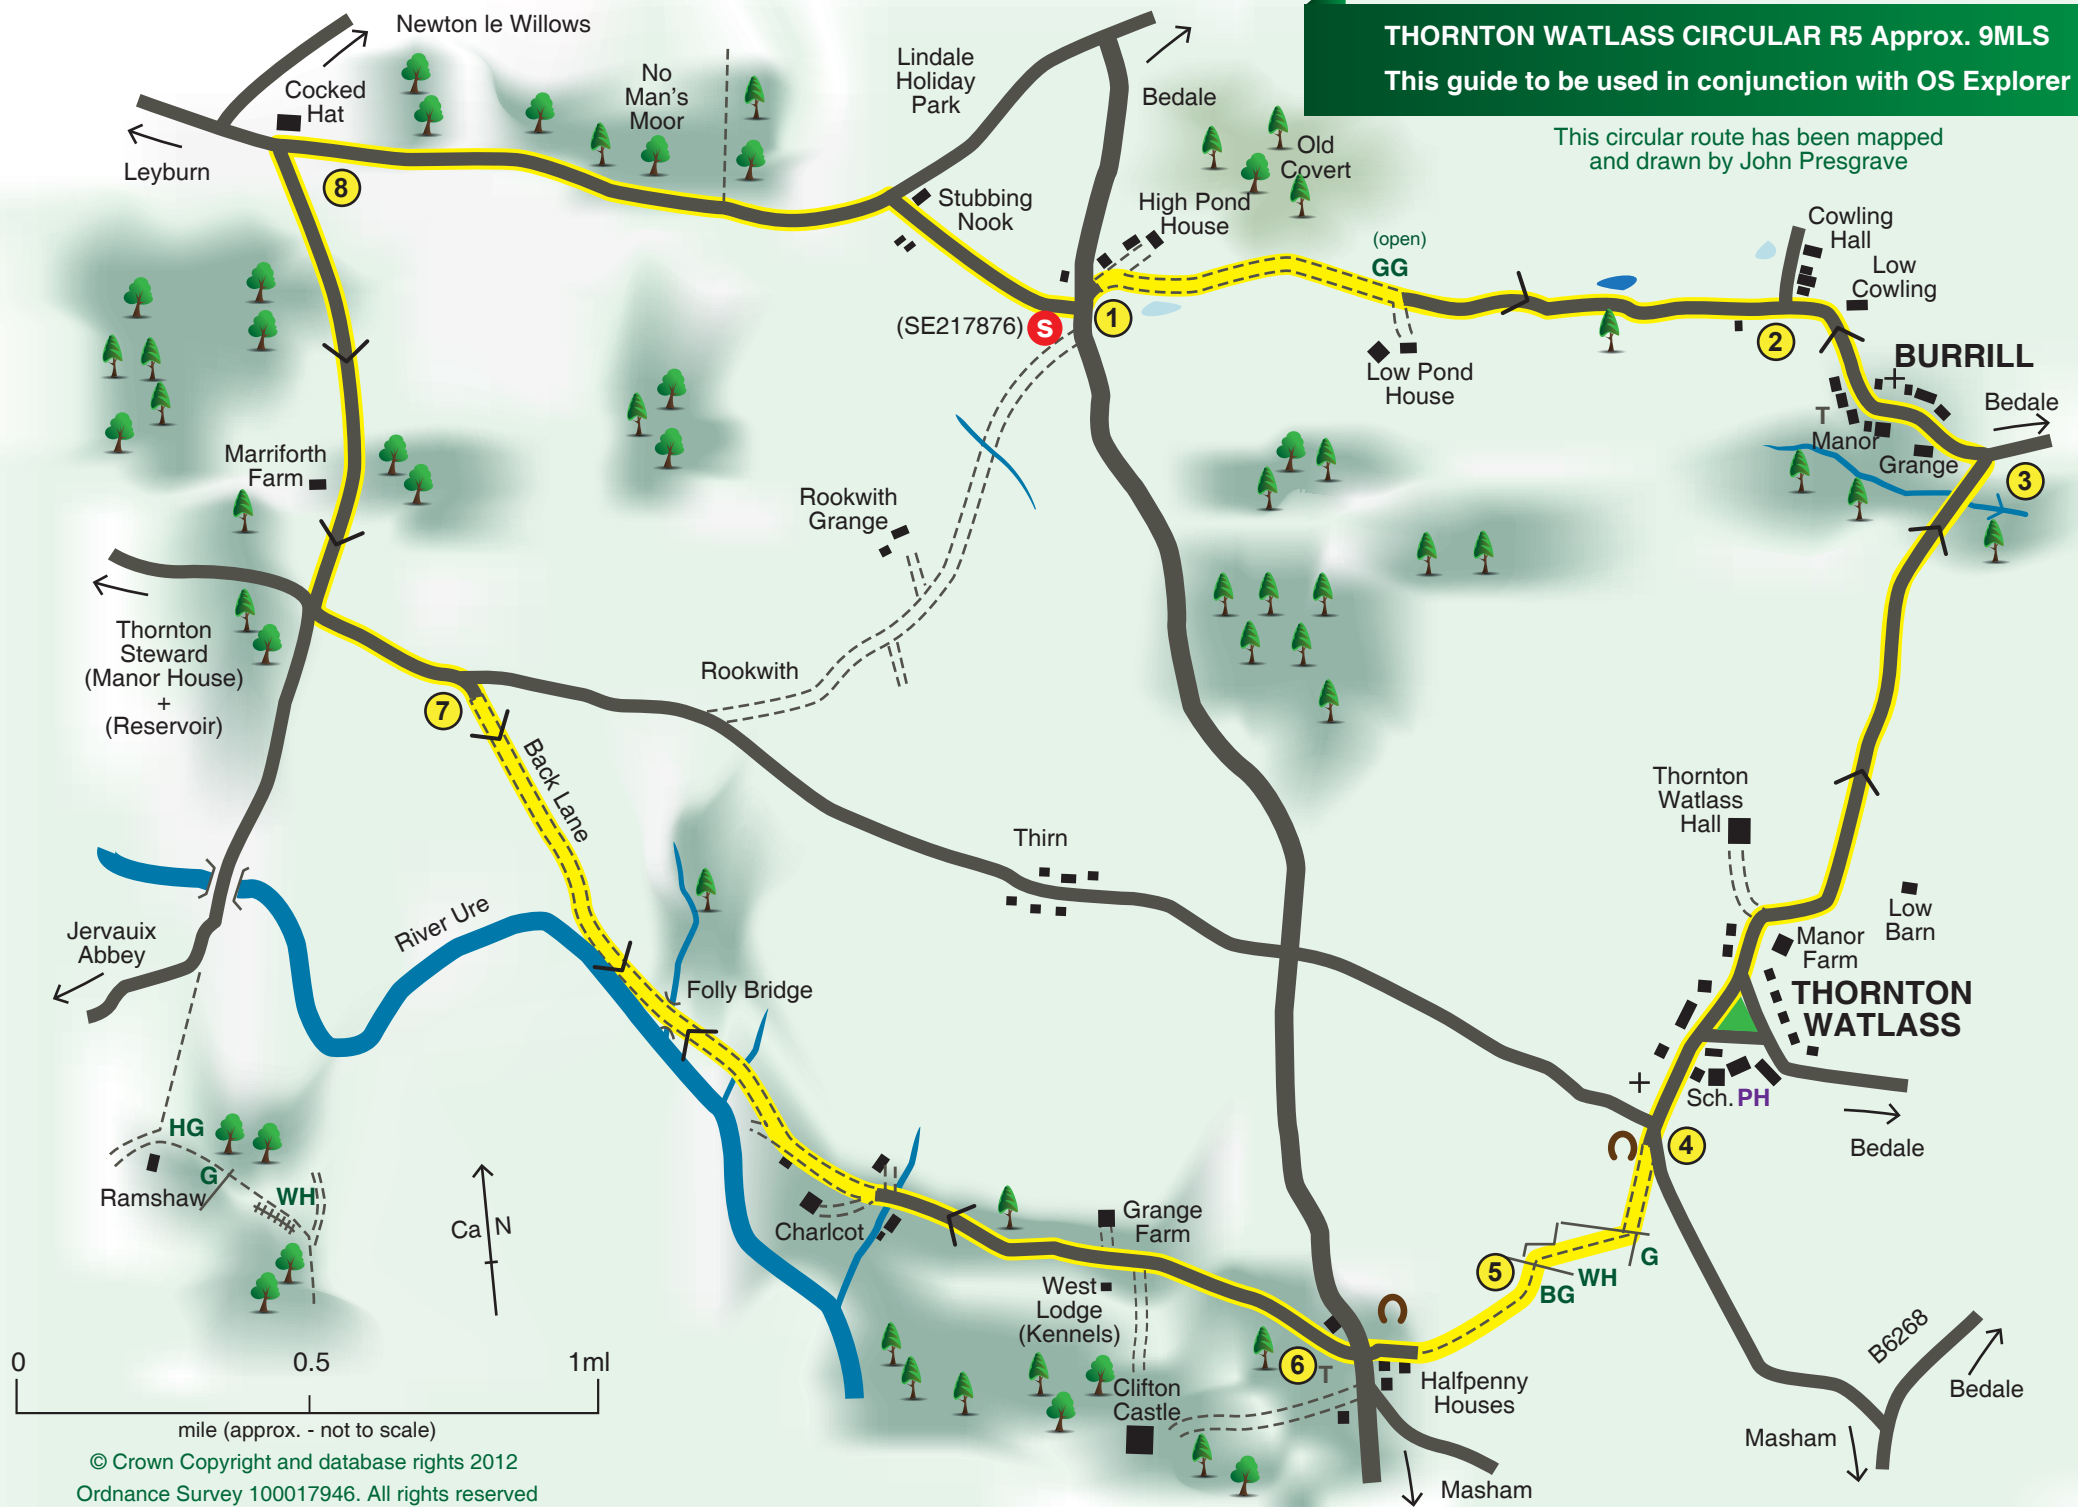 THORNTON WATLASS CIRCULAR R5 Approx. 9MLS
This guide to be used in conjunction with OS Explorer
This circular route has been mapped
and drawn by John Presgrave
Newton le Willows
Cocked
Hat
Leyburn
8
No
Man's
Moor
Lindale
Holiday
Park
Bedale
Stubbing
Nook
High Pond
House
Old
Covert
(open)
GG
(SE217876)
S
1
Low Pond
House
Cowling
Hall
Low
Cowling
2
BURRILL
Bedale
T
Manor
Grange
3
Marriforth
Farm
Rookwith
Grange
Thornton
Steward
(Manor House)
+
(Reservoir)
Rookwith
7
Back Lane
Thirn
Thornton
Watlass
Hall
Low
Barn
Manor
Farm
THORNTON
WATLASS
Sch. PH
Bedale
4
River Ure
Jervaulx
Abbey
Folly Bridge
HG
G
WH
Ramshaw
Ca N
Charlcot
Grange
Farm
West
Lodge
(Kennels)
Clifton
Castle
5
G
WH
BG
6
T
Halfpenny
Houses
Masham
B6268
Bedale
Masham
0 0.5 1ml
mile (approx. - not to scale)
© Crown Copyright and database rights 2012
Ordnance Survey 100017946. All rights reserved